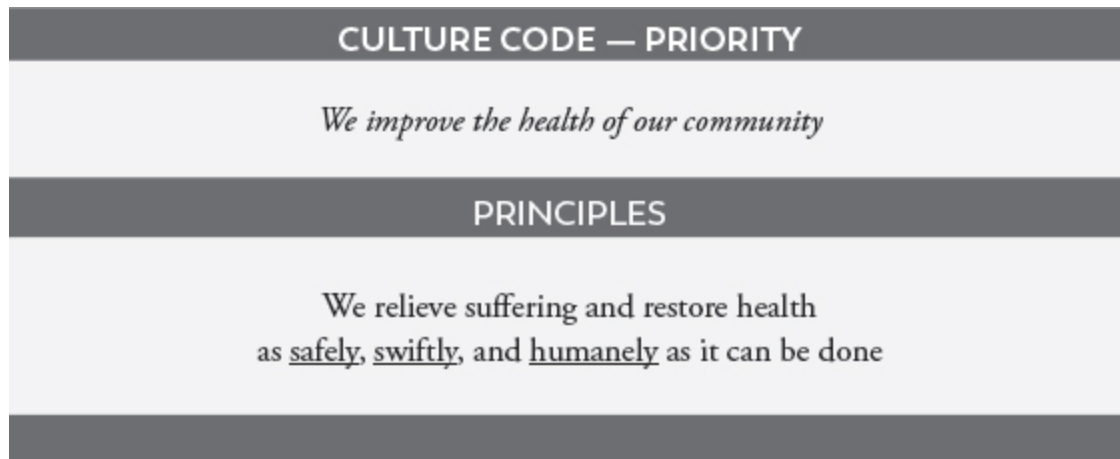 CULTURE CODE — PRIORITY
We improve the health of our community
PRINCIPLES
We relieve suffering and restore health
as safely, swiftly, and humanely as it can be done